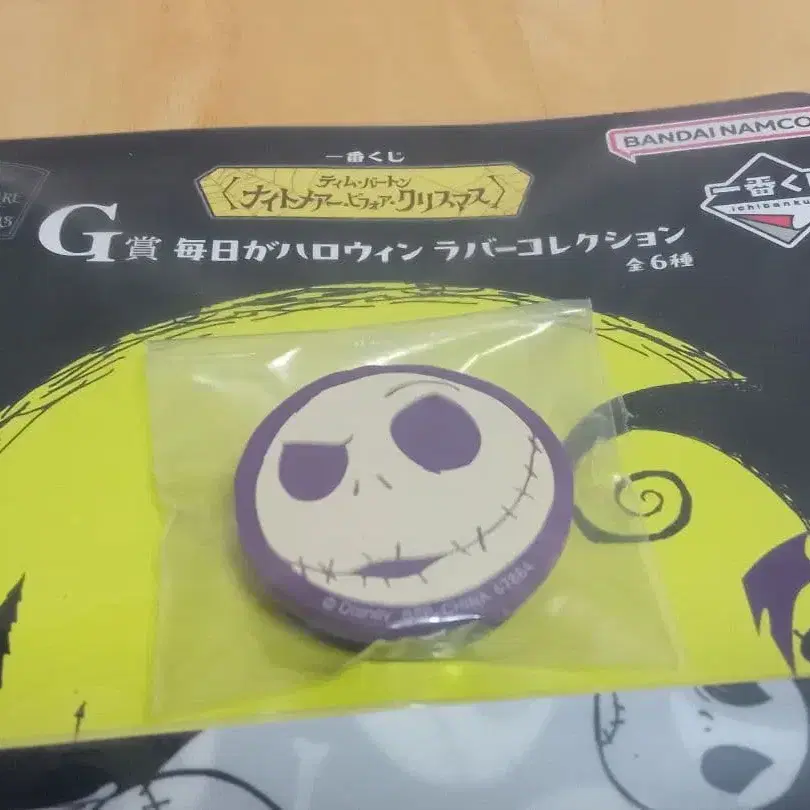 BANDAI NAMCO
一番くじ
ティム・バートン
ナイトメアー・ビフォア・クリスマス
一番く
ichibanku
G賞 毎日がハロウィン ラバーコレクション
全6種
© Disney CHINA